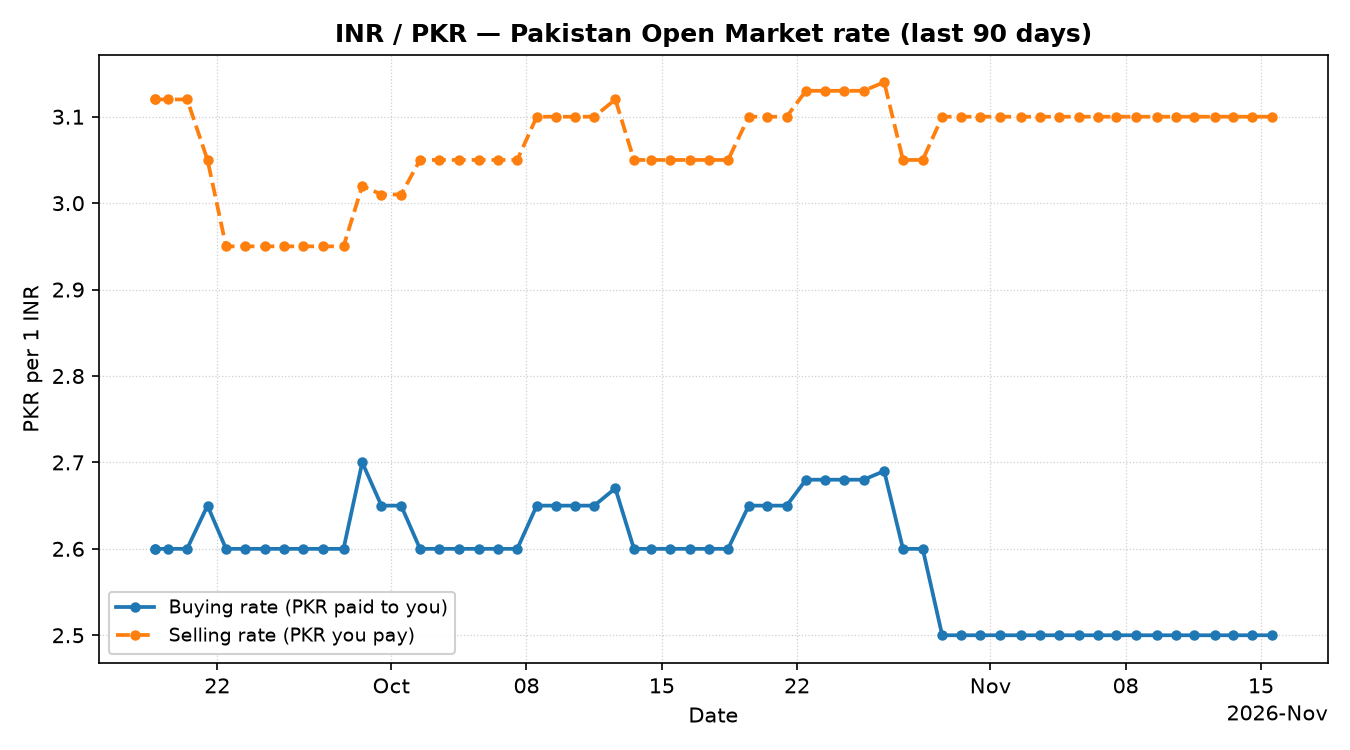 INR / PKR — Pakistan Open Market rate (last 90 days)
PKR per 1 INR
3.1
3.0
2.9
2.8
2.7
2.6
2.5
Buying rate (PKR paid to you)
Selling rate (PKR you pay)
22 Oct 08 15 22 Nov 08 15
Date
2026-Nov